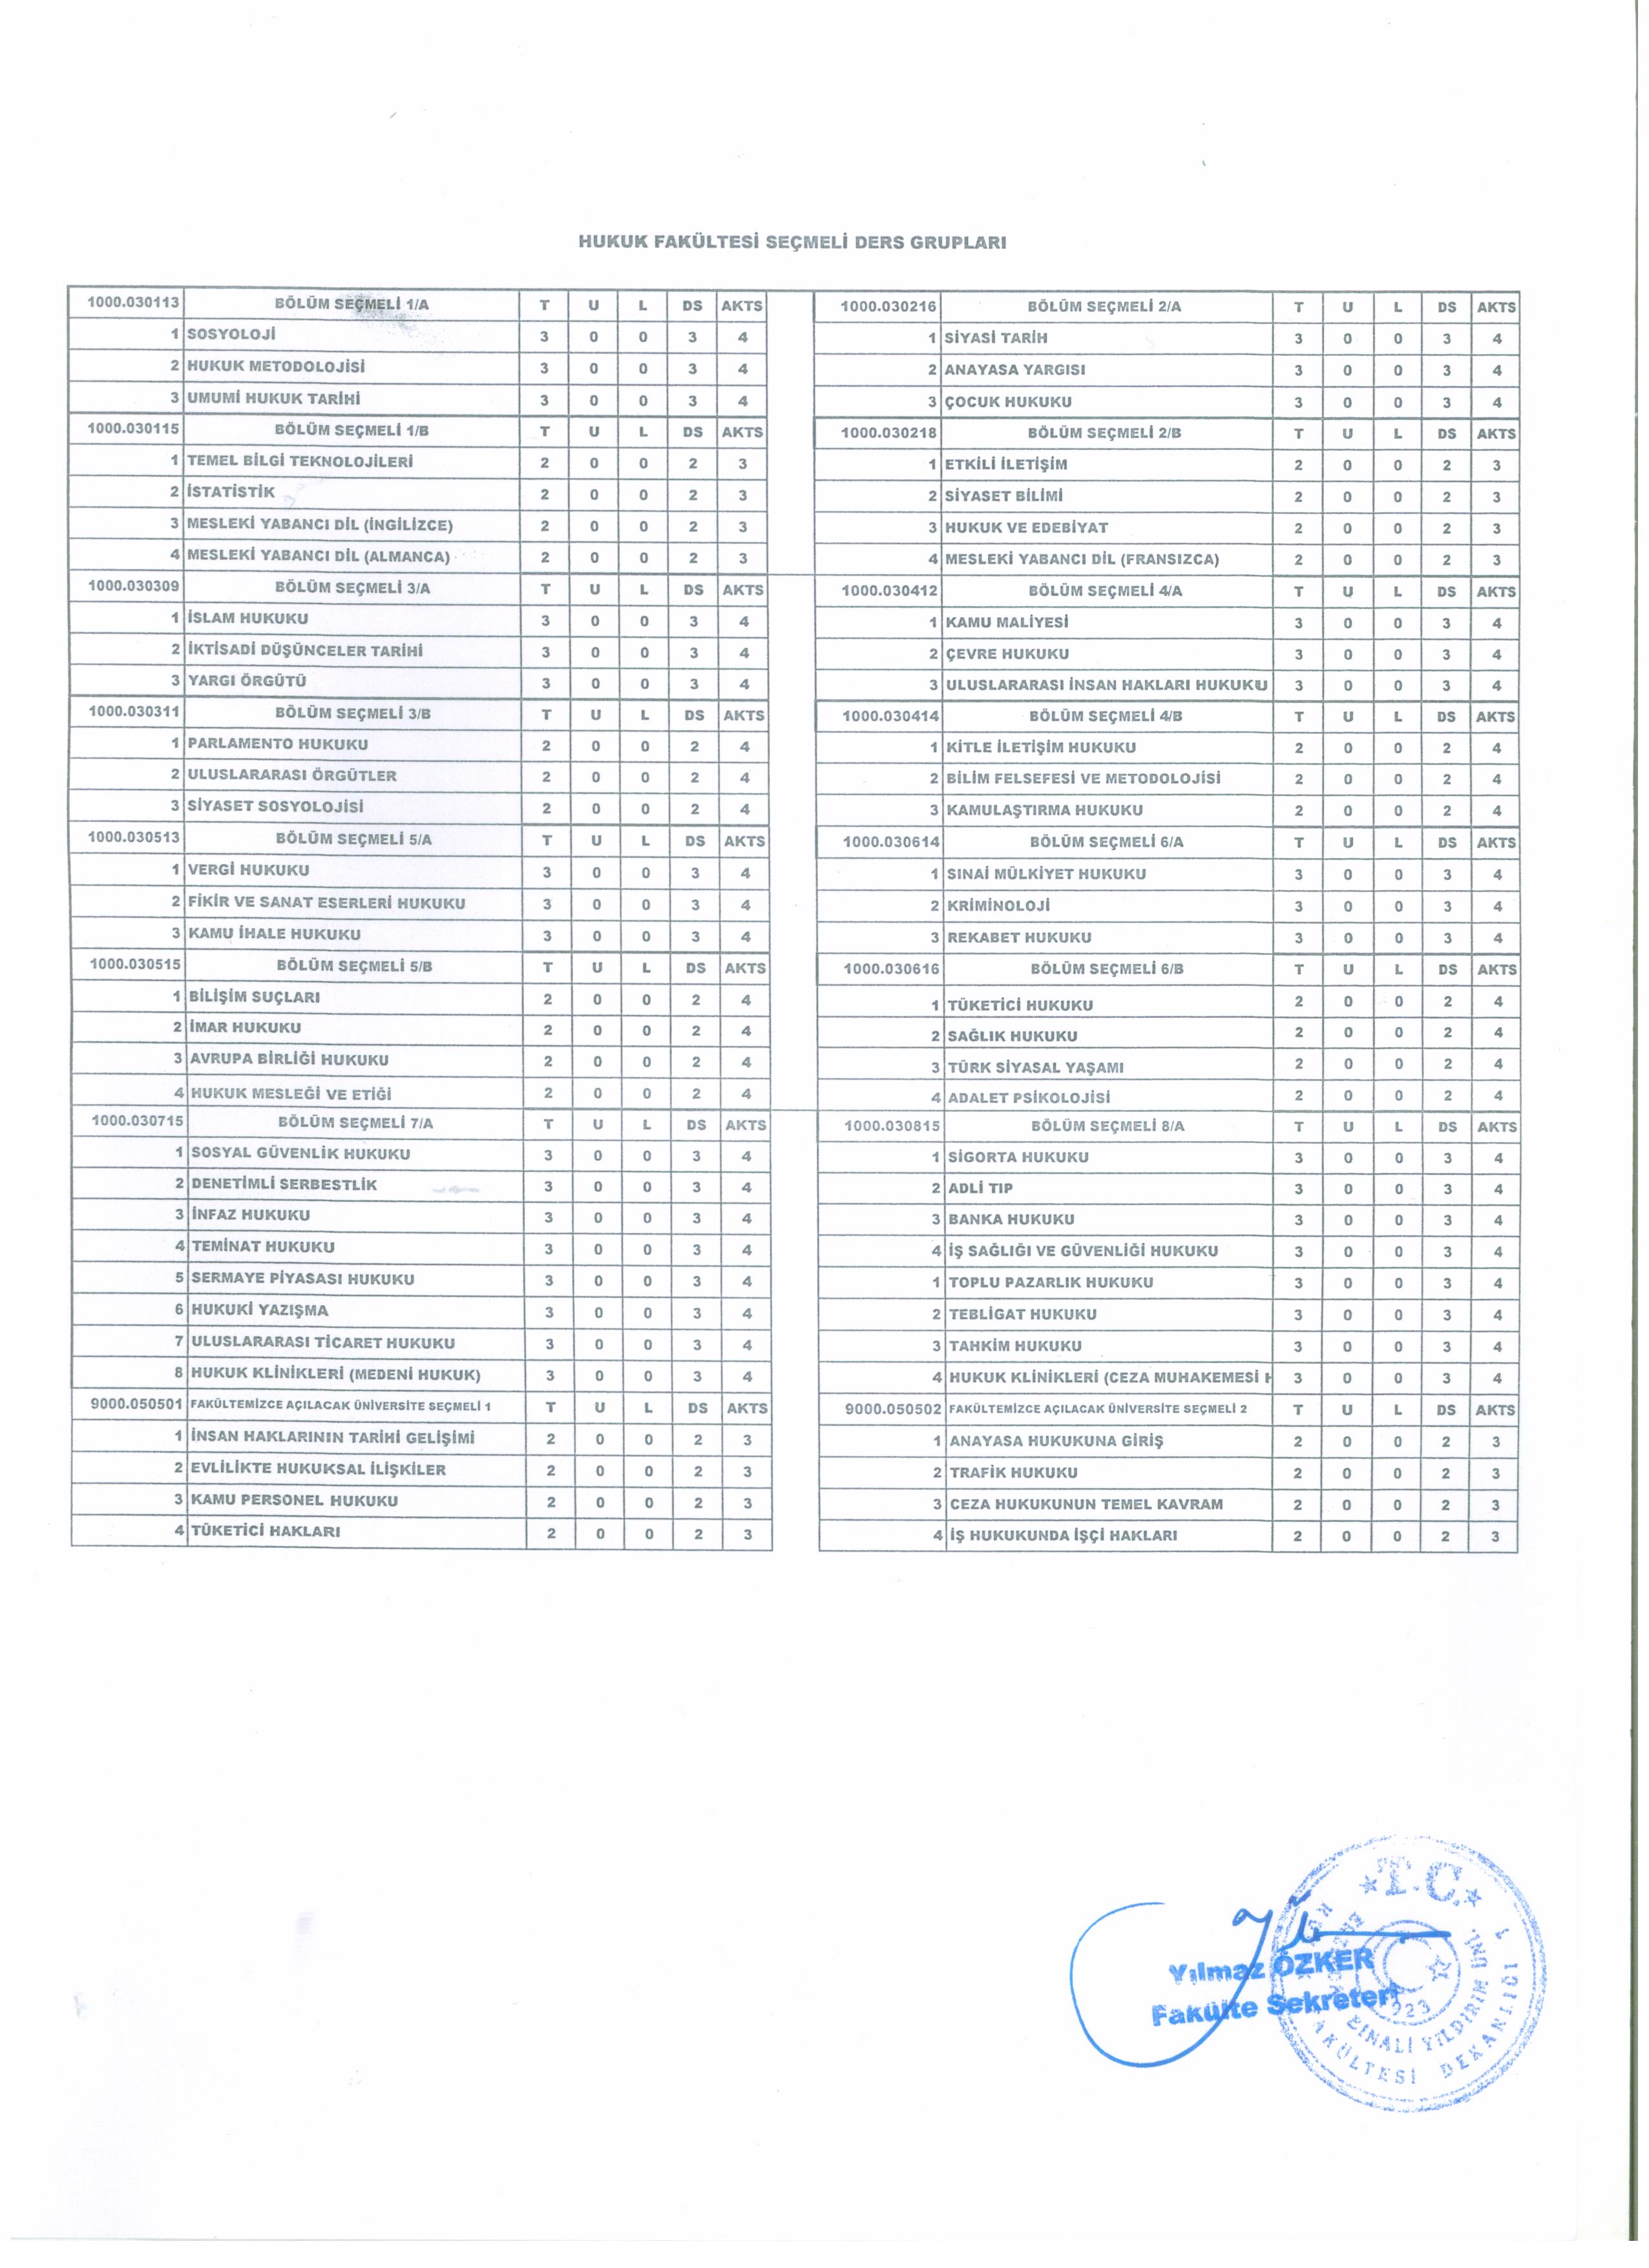 HUKUK FAKÜLTESİ SEÇMELİ DERS GRUPLARI
1000.030113 BÖLÜM SEÇMELİ 1/A T U L DS AKTS
1 SOSYOLOJİ 3 0 0 3 4
2 HUKUK METODOLOJİSİ 3 0 0 3 4
3 UMUMİ HUKUK TARİHİ 3 0 0 3 4
1000.030115 BÖLÜM SEÇMELİ 1/B T U L DS AKTS
1 TEMEL BİLGİ TEKNOLOJİLERİ 2 0 0 2 3
2 İSTATİSTİK 2 0 0 2 3
3 MESLEKİ YABANCI DİL (İNGİLİZCE) 2 0 0 2 3
4 MESLEKİ YABANCI DİL (ALMANCA) 2 0 0 2 3
1000.030309 BÖLÜM SEÇMELİ 3/A T U L DS AKTS
1 İSLAM HUKUKU 3 0 0 3 4
2 İKTİSADİ DÜŞÜNCELER TARİHİ 3 0 0 3 4
3 YARGI ÖRGÜTÜ 3 0 0 3 4
1000.030311 BÖLÜM SEÇMELİ 3/B T U L DS AKTS
1 PARLAMENTO HUKUKU 2 0 0 2 4
2 ULUSLARARASI ÖRGÜTLER 2 0 0 2 4
3 SİYASET SOSYOLOJİSİ 2 0 0 2 4
1000.030513 BÖLÜM SEÇMELİ 5/A T U L DS AKTS
1 VERGİ HUKUKU 3 0 0 3 4
2 FİKİR VE SANAT ESERLERİ HUKUKU 3 0 0 3 4
3 KAMU İHALE HUKUKU 3 0 0 3 4
1000.030515 BÖLÜM SEÇMELİ 5/B T U L DS AKTS
1 BİLİŞİM SUÇLARI 2 0 0 2 4
2 İMAR HUKUKU 2 0 0 2 4
3 AVRUPA BİRLİĞİ HUKUKU 2 0 0 2 4
4 HUKUK MESLEĞİ VE ETİĞİ 2 0 0 2 4
1000.030715 BÖLÜM SEÇMELİ 7/A T U L DS AKTS
1 SOSYAL GÜVENLİK HUKUKU 3 0 0 3 4
2 DENETİMLİ SERBESTLİK 3 0 0 3 4
3 İNFAZ HUKUKU 3 0 0 3 4
4 TEMİNAT HUKUKU 3 0 0 3 4
5 SERMAYE PİYASASI HUKUKU 3 0 0 3 4
6 HUKUKİ YAZIŞMA 3 0 0 3 4
7 ULUSLARARASI TİCARET HUKUKU 3 0 0 3 4
8 HUKUK KLİNİKLERİ (MEDENİ HUKUK) 3 0 0 3 4
9000.050501 FAKÜLTEMİZCE AÇILACAK ÜNİVERSİTE SEÇMELİ 1 T U L DS AKTS
1 İNSAN HAKLARININ TARİHİ GELİŞİMİ 2 0 0 2 3
2 EVLİLİKTE HUKUKSAL İLİŞKİLER 2 0 0 2 3
3 KAMU PERSONEL HUKUKU 2 0 0 2 3
4 TÜKETİCİ HAKLARI 2 0 0 2 3
1000.030216 BÖLÜM SEÇMELİ 2/A T U L DS AKTS
1 SİYASİ TARİH 3 0 0 3 4
2 ANAYASA YARGISI 3 0 0 3 4
3 ÇOCUK HUKUKU 3 0 0 3 4
1000.030218 BÖLÜM SEÇMELİ 2/B T U L DS AKTS
1 ETKİLİ İLETİŞİM 2 0 0 2 3
2 SİYASET BİLİMİ 2 0 0 2 3
3 HUKUK VE EDEBİYAT 2 0 0 2 3
4 MESLEKİ YABANCI DİL (FRANSIZCA) 2 0 0 2 3
1000.030412 BÖLÜM SEÇMELİ 4/A T U L DS AKTS
1 KAMU MALİYESİ 3 0 0 3 4
2 ÇEVRE HUKUKU 3 0 0 3 4
3 ULUSLARARASI İNSAN HAKLARI HUKUKU 3 0 0 3 4
1000.030414 BÖLÜM SEÇMELİ 4/B T U L DS AKTS
1 KİTLE İLETİŞİM HUKUKU 2 0 0 2 4
2 BİLİM FELSEFESİ VE METODOLOJİSİ 2 0 0 2 4
3 KAMULAŞTIRMA HUKUKU 2 0 0 2 4
1000.030614 BÖLÜM SEÇMELİ 6/A T U L DS AKTS
1 SINAİ MÜLKİYET HUKUKU 3 0 0 3 4
2 KRİMİNOLOJİ 3 0 0 3 4
3 REKABET HUKUKU 3 0 0 3 4
1000.030616 BÖLÜM SEÇMELİ 6/B T U L DS AKTS
1 TÜKETİCİ HUKUKU 2 0 0 2 4
2 SAĞLIK HUKUKU 2 0 0 2 4
3 TÜRK SİYASAL YAŞAMI 2 0 0 2 4
4 ADALET PSİKOLOJİSİ 2 0 0 2 4
1000.030815 BÖLÜM SEÇMELİ 8/A T U L DS AKTS
1 SİGORTA HUKUKU 3 0 0 3 4
2 ADLİ TIP 3 0 0 3 4
3 BANKA HUKUKU 3 0 0 3 4
4 İŞ SAĞLIĞI VE GÜVENLİĞİ HUKUKU 3 0 0 3 4
1 TOPLU PAZARLIK HUKUKU 3 0 0 3 4
2 TEBLİGAT HUKUKU 3 0 0 3 4
3 TAHKİM HUKUKU 3 0 0 3 4
4 HUKUK KLİNİKLERİ (CEZA MUHAKEMESİ 3 0 0 3 4
9000.050502 FAKÜLTEMİZCE AÇILACAK ÜNİVERSİTE SEÇMELİ 2 T U L DS AKTS
1 ANAYASA HUKUKUNA GİRİŞ 2 0 0 2 3
2 TRAFİK HUKUKU 2 0 0 2 3
3 CEZA HUKUKUNUN TEMEL KAVRAM 2 0 0 2 3
4 İŞ HUKUKUNDA İŞÇİ HAKLARI 2 0 0 2 3
T.C.
Yılmaz ÖZKER
Fakülte Sekreteri
BİNALİ YILDIRIM ÜNİ.
DEKANLIĞI